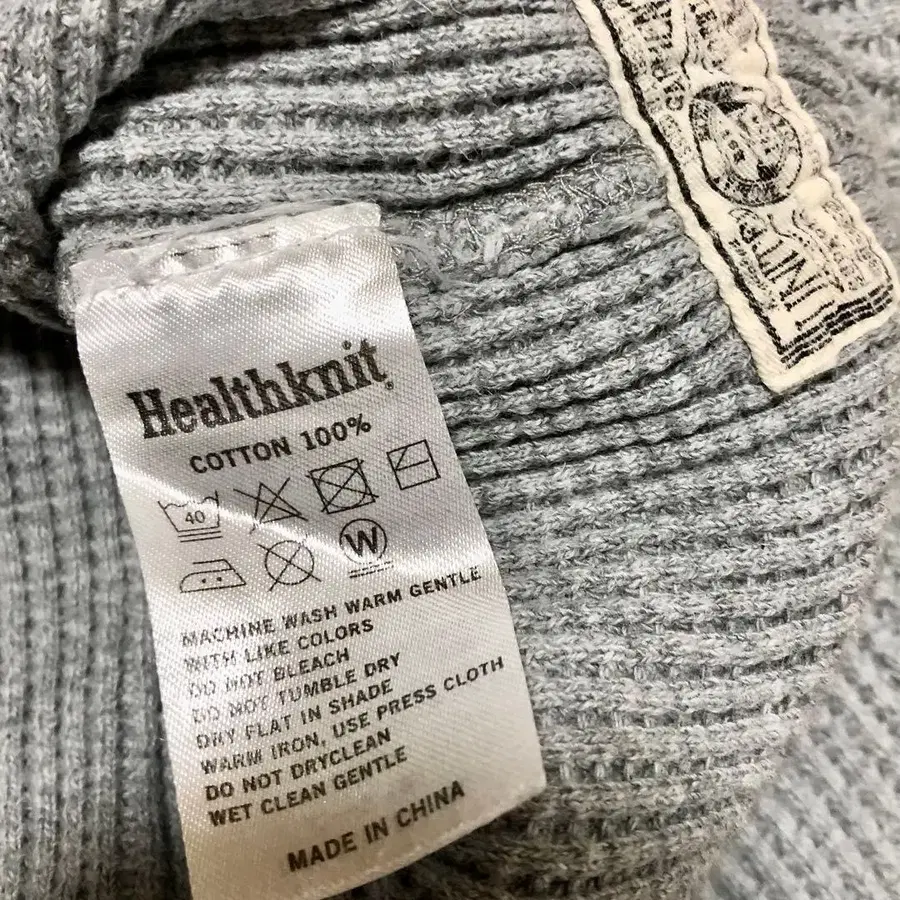 Healthknit.
COTTON 100%
40
W
MACHINE WASH WARM GENTLE
WITH LIKE COLORS
DO NOT BLEACH
DO NOT TUMBLE DRY
DRY FLAT IN SHADE
WARM IRON, USE PRESS CLOTH
DO NOT DRYCLEAN
WET CLEAN GENTLE
MADE IN CHINA